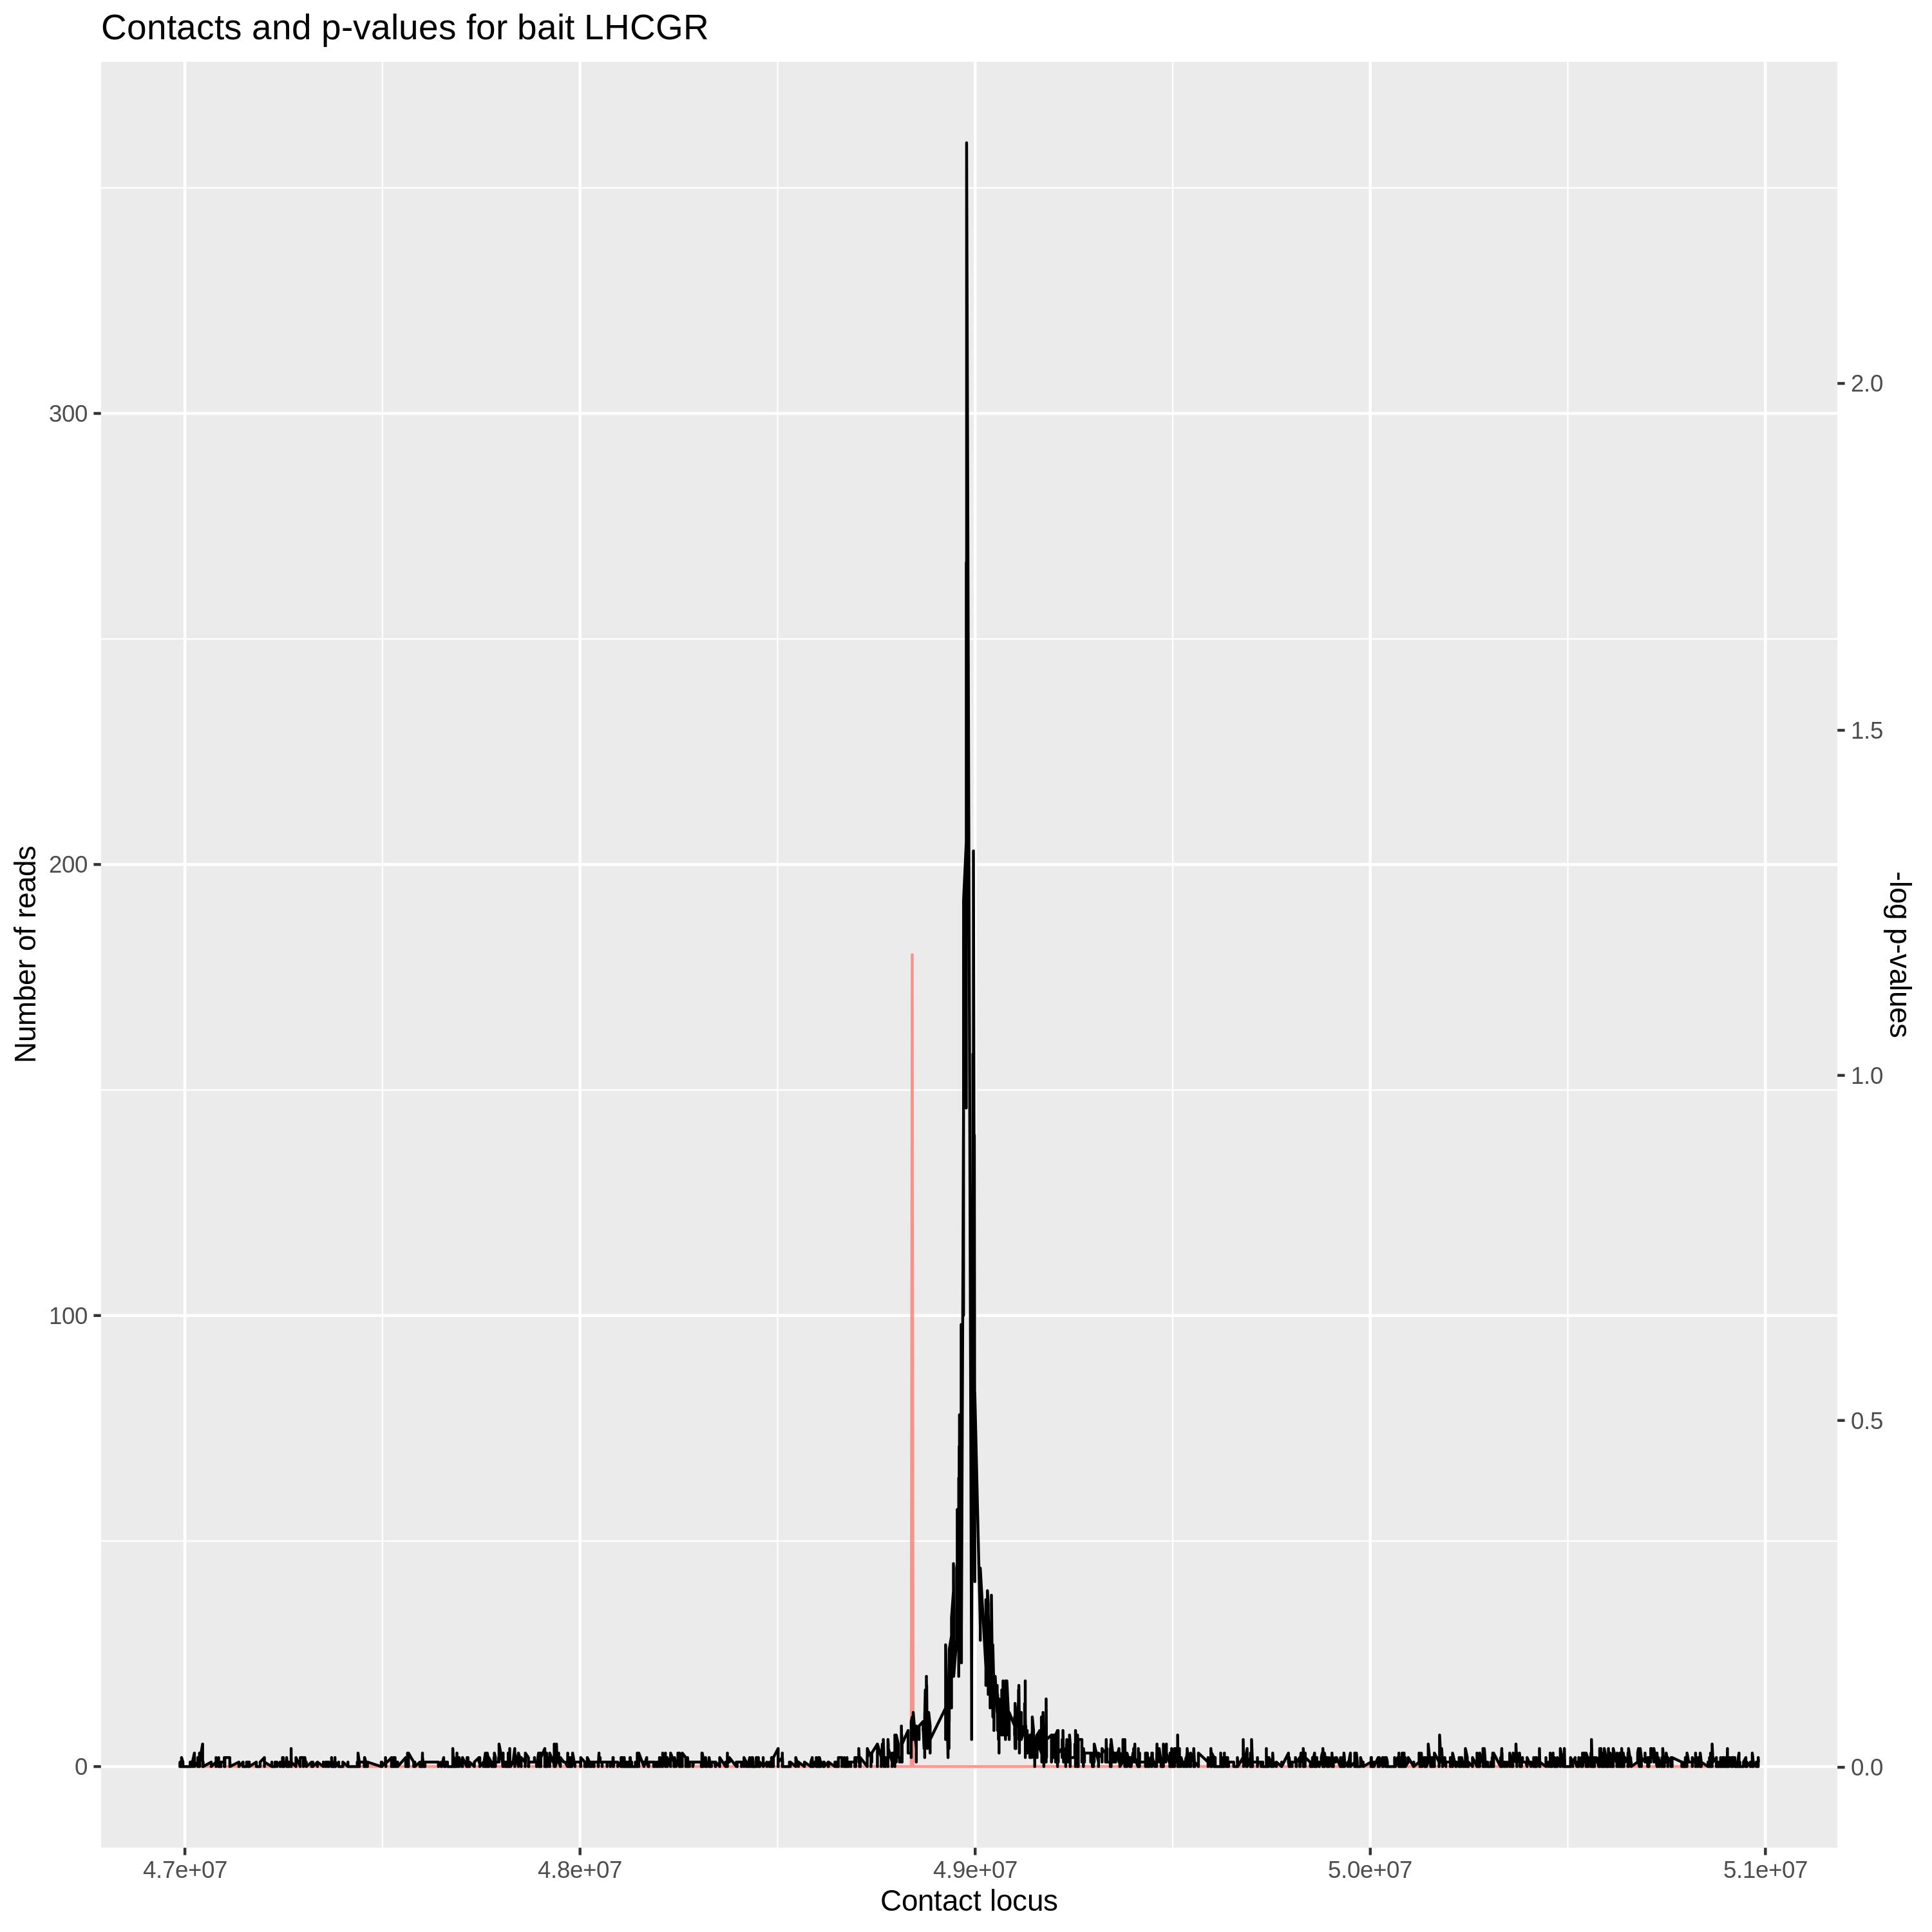 Contacts and p-values for bait LHCGR
300
200
100
0
2.0
1.5
1.0
0.5
0.0
Number of reads
-log p-values
4.7e+07
4.8e+07
4.9e+07
5.0e+07
5.1e+07
Contact locus